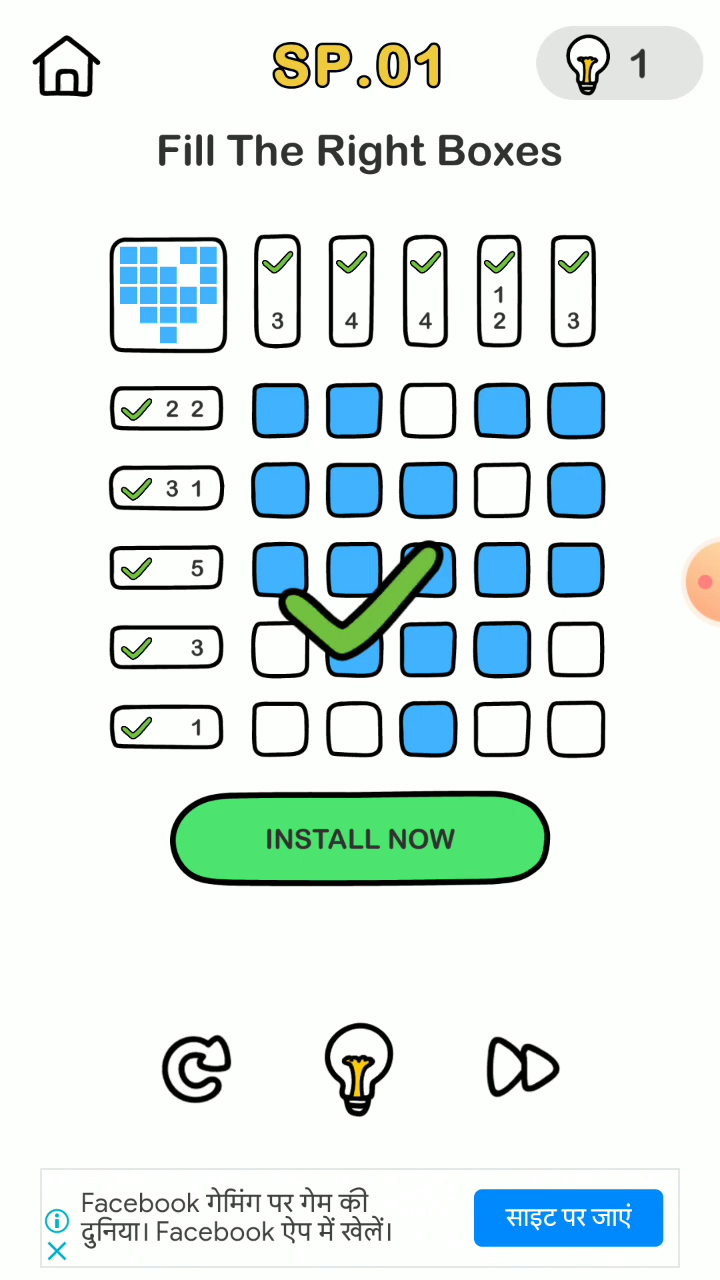 SP.01
1
Fill The Right Boxes
3 4 4 1 2 3
2 2
3 1
5
3
1
INSTALL NOW
Facebook गेमिंग पर गेम की
दुनिया। Facebook ऐप में खेलें।
साइट पर जाएं